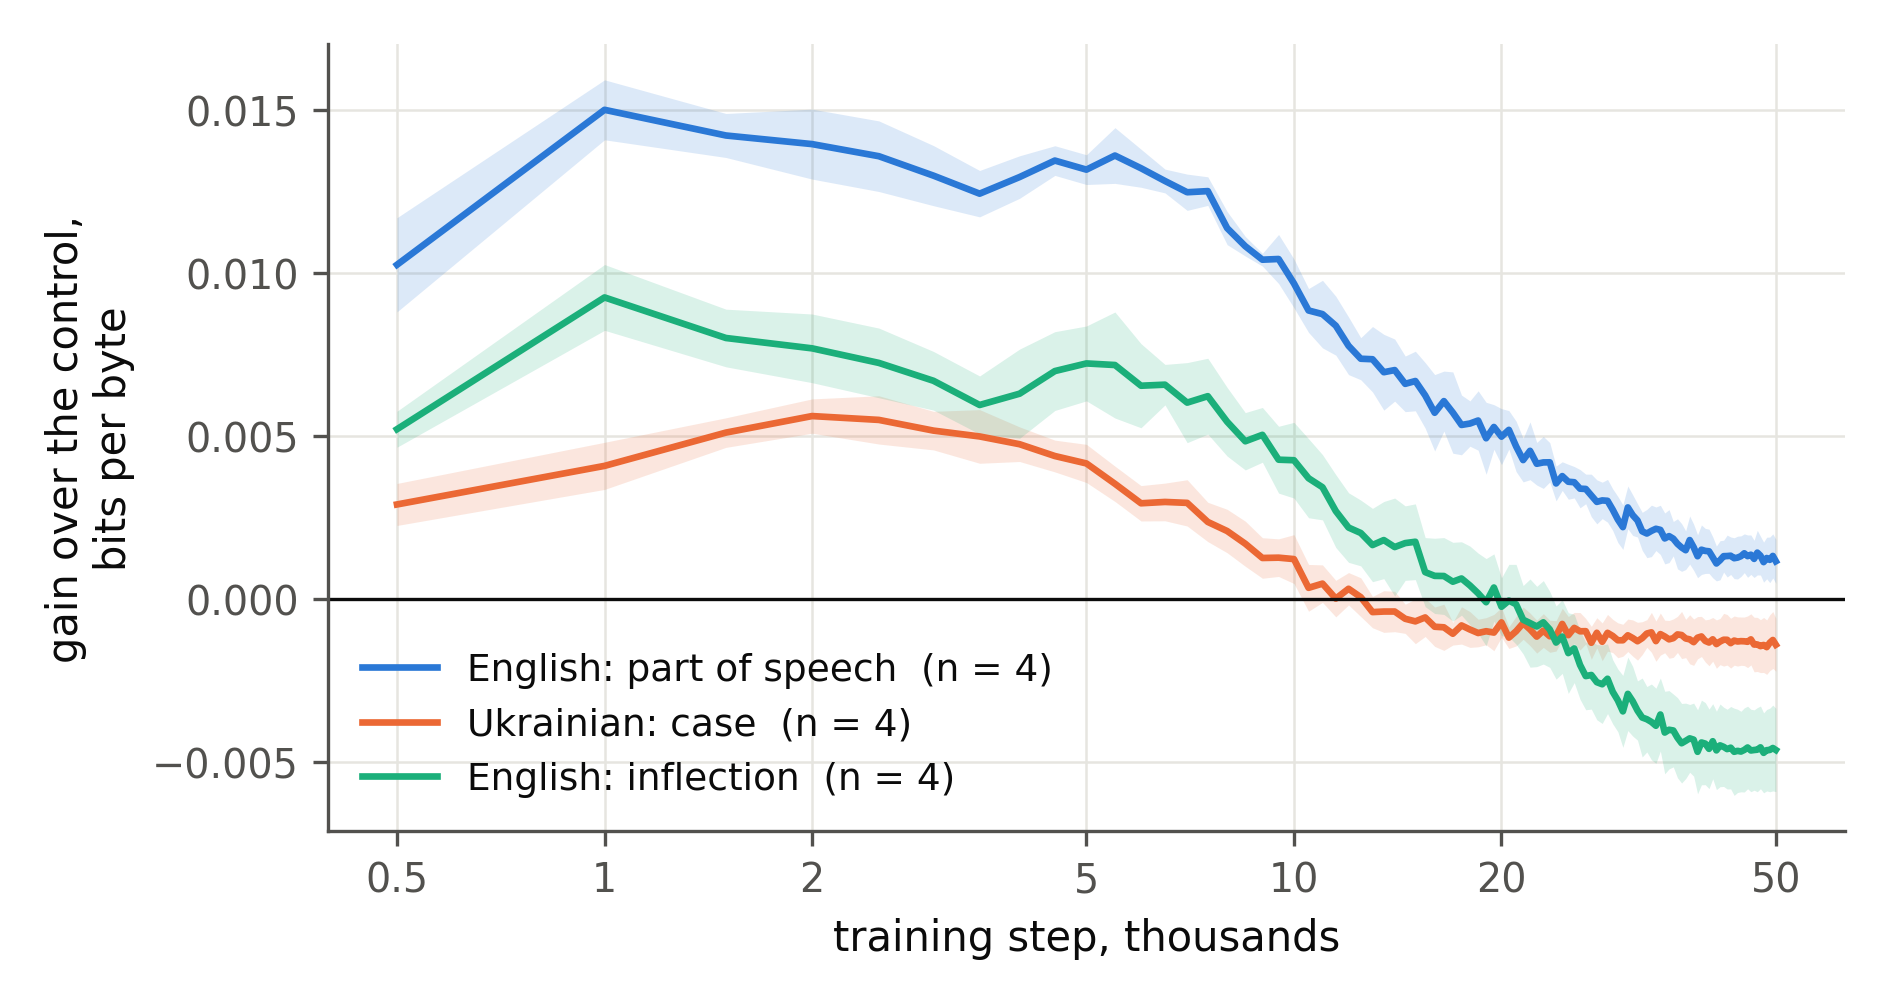 gain over the control,
bits per byte
0.015
0.010
0.005
0.000
−0.005
English: part of speech (n = 4)
Ukrainian: case (n = 4)
English: inflection (n = 4)
0.5 1 2 5 10 20 50
training step, thousands